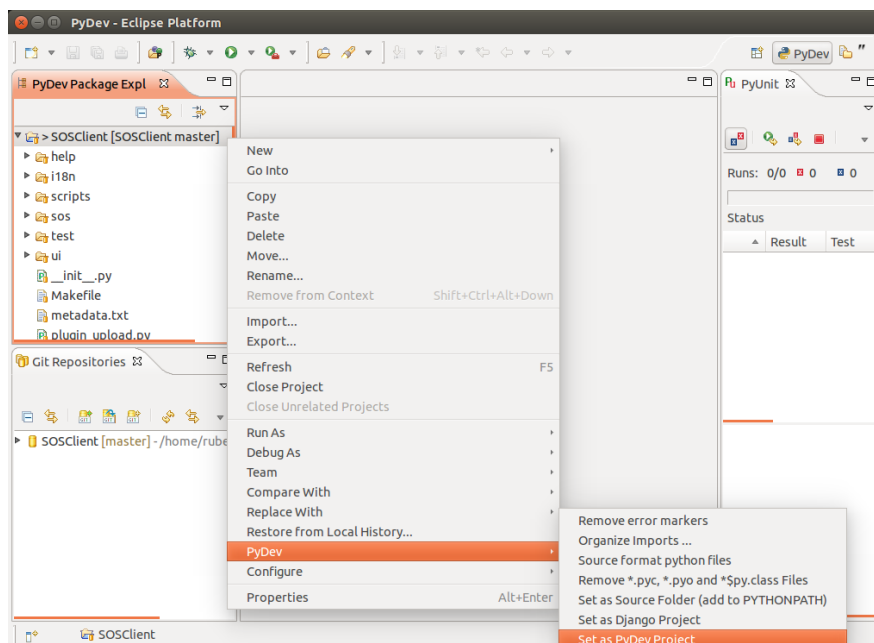 PyDev - Eclipse Platform
PyDev
PyDev Package Expl
> SOSClient [SOSClient master]
help
i18n
scripts
sos
test
ui
__init__.py
Makefile
metadata.txt
plugin_upload.py
Git Repositories
SOSClient [master] - /home/rube
New
Go Into
Copy
Paste
Delete
Move...
Rename...
Remove from Context Shift+Ctrl+Alt+Down
Import...
Export...
Refresh F5
Close Project
Close Unrelated Projects
Run As
Debug As
Team
Compare With
Replace With
Restore from Local History...
PyDev
Configure
Properties Alt+Enter
Remove error markers
Organize Imports ...
Source format python files
Remove *.pyc, *.pyo and *$py.class Files
Set as Source Folder (add to PYTHONPATH)
Set as Django Project
Set as PyDev Project
PyUnit
Runs: 0/0 0 0
Status
Result Test
SOSClient